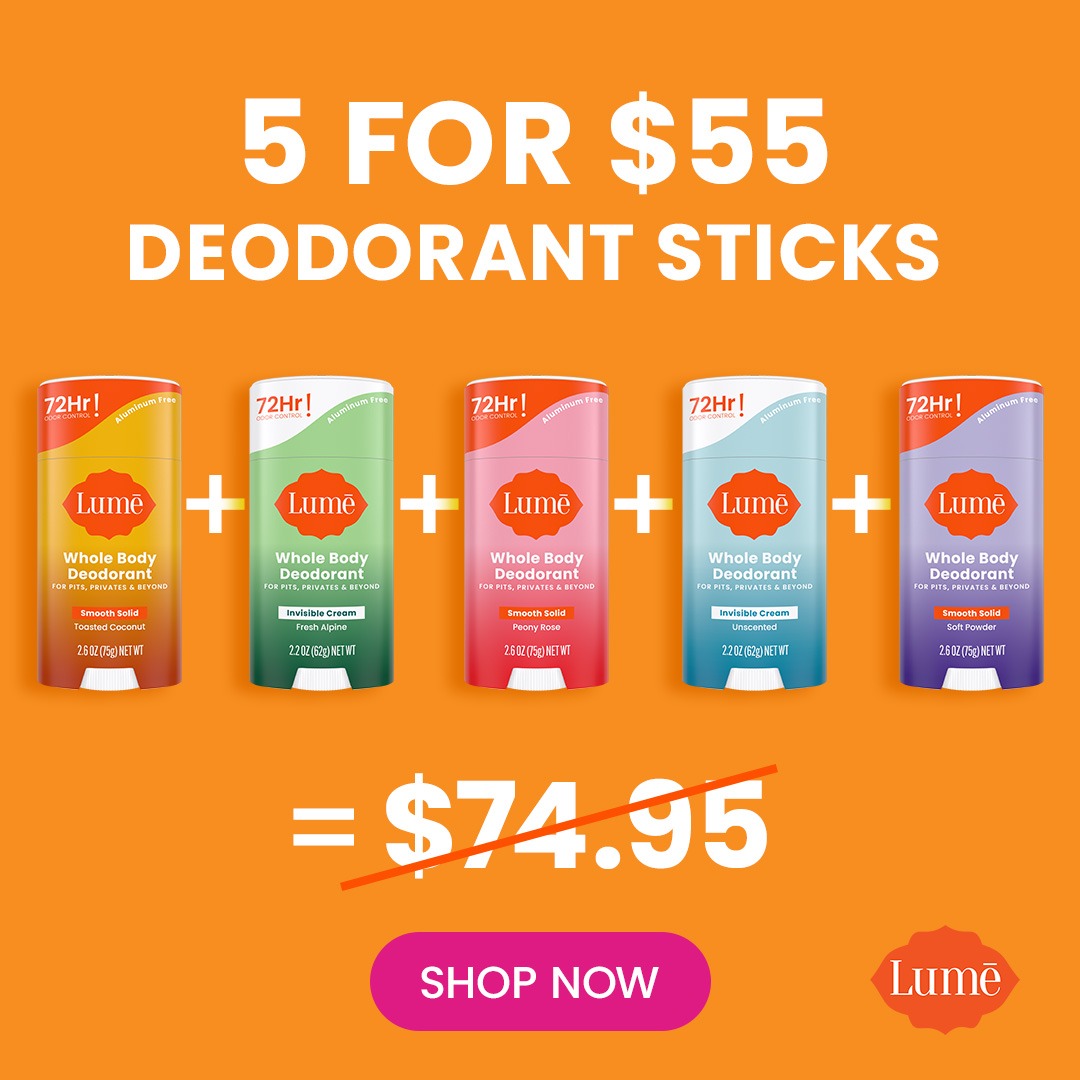 5 FOR $55
DEODORANT STICKS
72Hr!
ODOR CONTROL
Aluminum Free
Lumē
Whole Body
Deodorant
FOR PITS, PRIVATES & BEYOND
Smooth Solid
Toasted Coconut
2.6 OZ (75g) NET WT
+
72Hr!
ODOR CONTROL
Aluminum Free
Lumē
Whole Body
Deodorant
FOR PITS, PRIVATES & BEYOND
Invisible Cream
Fresh Alpine
2.2 OZ (62g) NET WT
+
72Hr!
ODOR CONTROL
Aluminum Free
Lumē
Whole Body
Deodorant
FOR PITS, PRIVATES & BEYOND
Smooth Solid
Peony Rose
2.6 OZ (75g) NET WT
+
72Hr!
ODOR CONTROL
Aluminum Free
Lumē
Whole Body
Deodorant
FOR PITS, PRIVATES & BEYOND
Invisible Cream
Unscented
2.2 OZ (62g) NET WT
+
72Hr!
ODOR CONTROL
Aluminum Free
Lumē
Whole Body
Deodorant
FOR PITS, PRIVATES & BEYOND
Smooth Solid
Soft Powder
2.6 OZ (75g) NET WT
= $74.95
SHOP NOW
Lumē